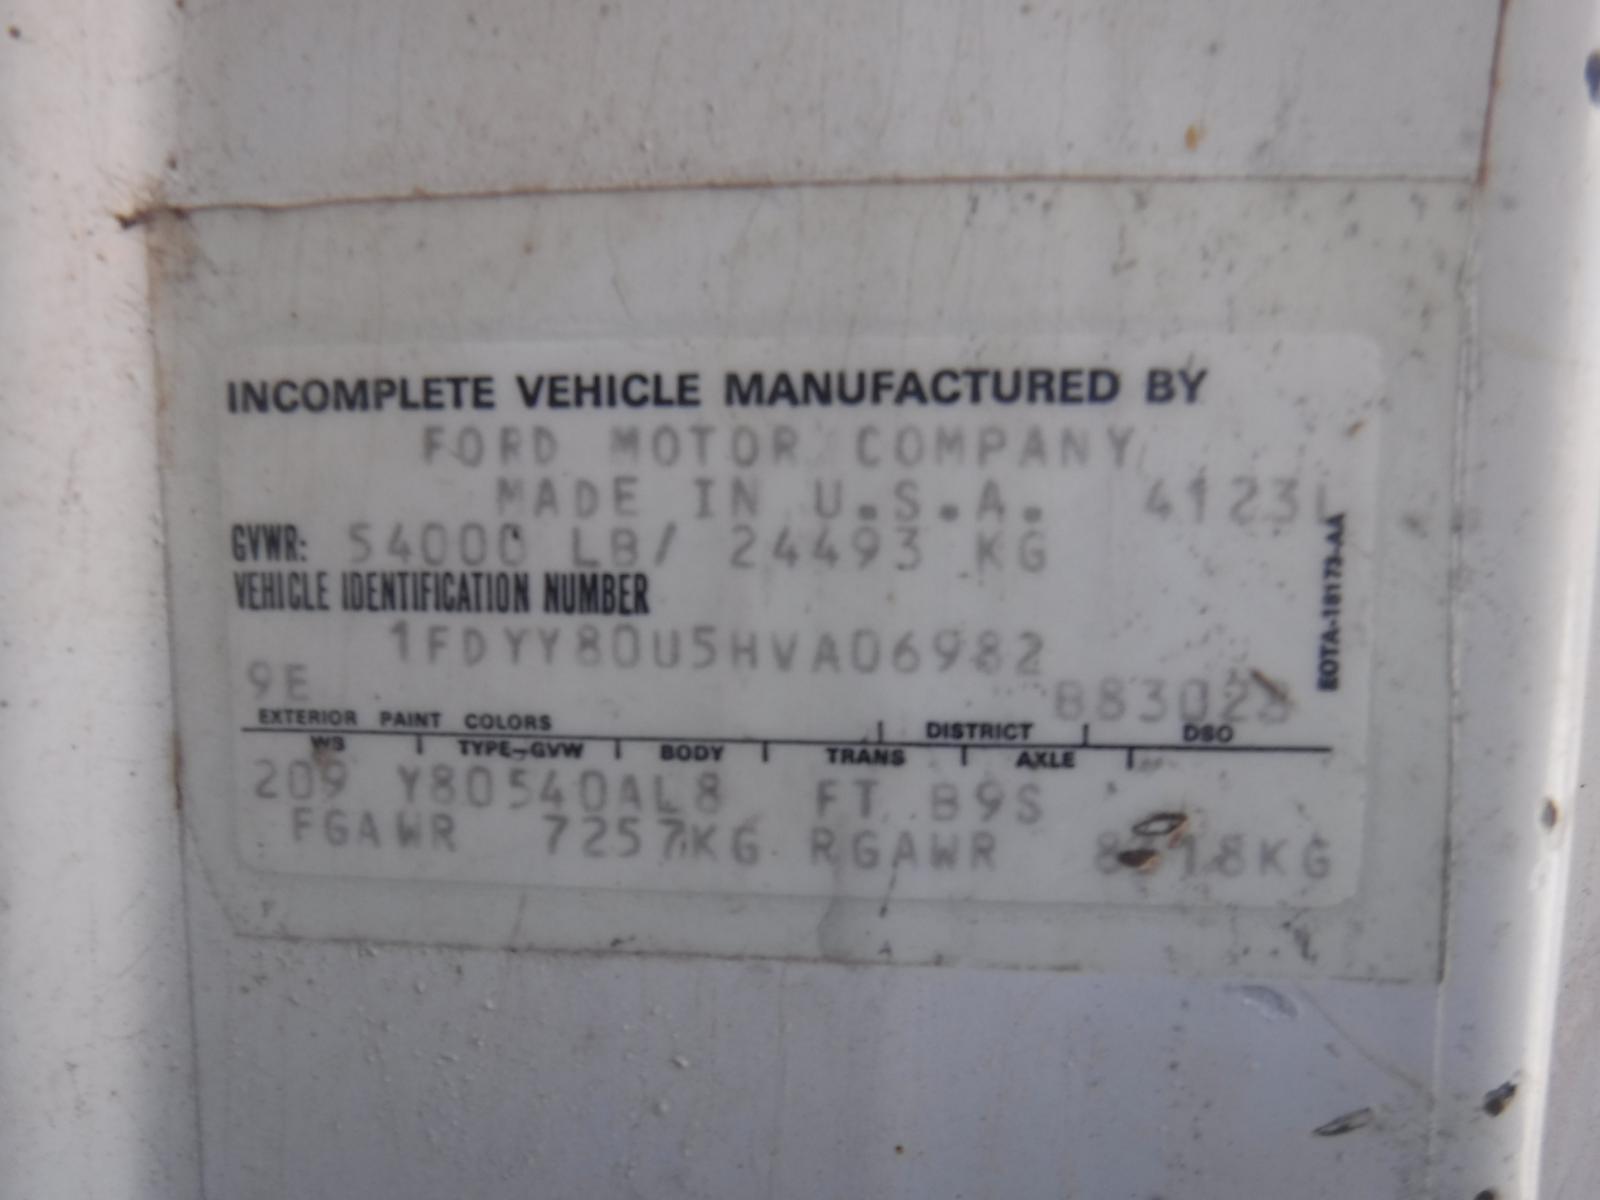 INCOMPLETE VEHICLE MANUFACTURED BY
FORD MOTOR COMPANY
MADE IN U.S.A. 4123L
GVWR: 54000 LB/ 24493 KG
VEHICLE IDENTIFICATION NUMBER
1FDYY80U5HVA06982
E0TA-18173-AA
9E
EXTERIOR PAINT COLORS DISTRICT DSO
WB TYPE-GVW BODY TRANS AXLE
209 Y80540AL8 FT B9S
FGAWR 7257KG RGAWR